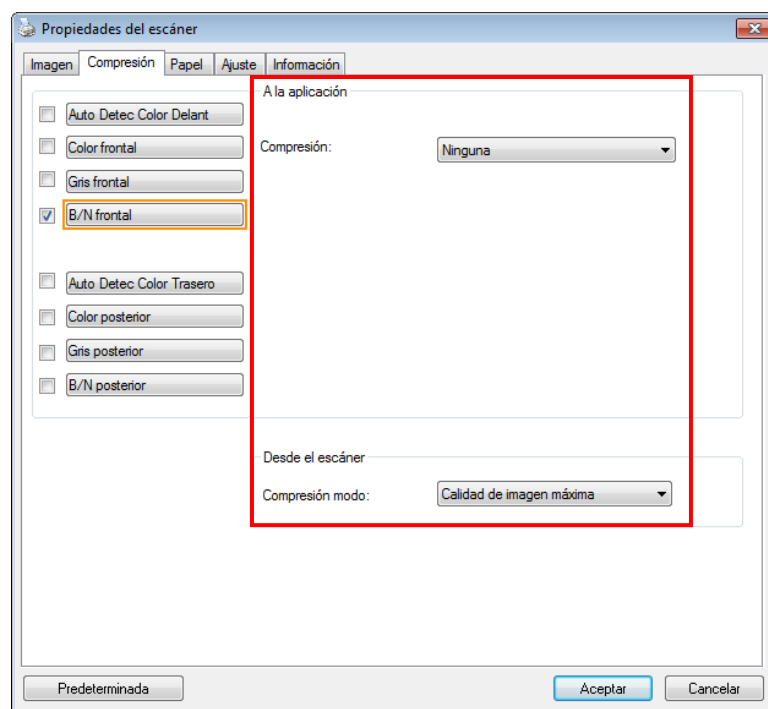 Propiedades del escáner
Imagen Compresión Papel Ajuste Información
A la aplicación
Auto Detec Color Delant
Color frontal
Compresión: Ninguna
Gris frontal
B/N frontal
Auto Detec Color Trasero
Color posterior
Gris posterior
B/N posterior
Desde el escáner
Compresión modo: Calidad de imagen máxima
Predeterminada Aceptar Cancelar